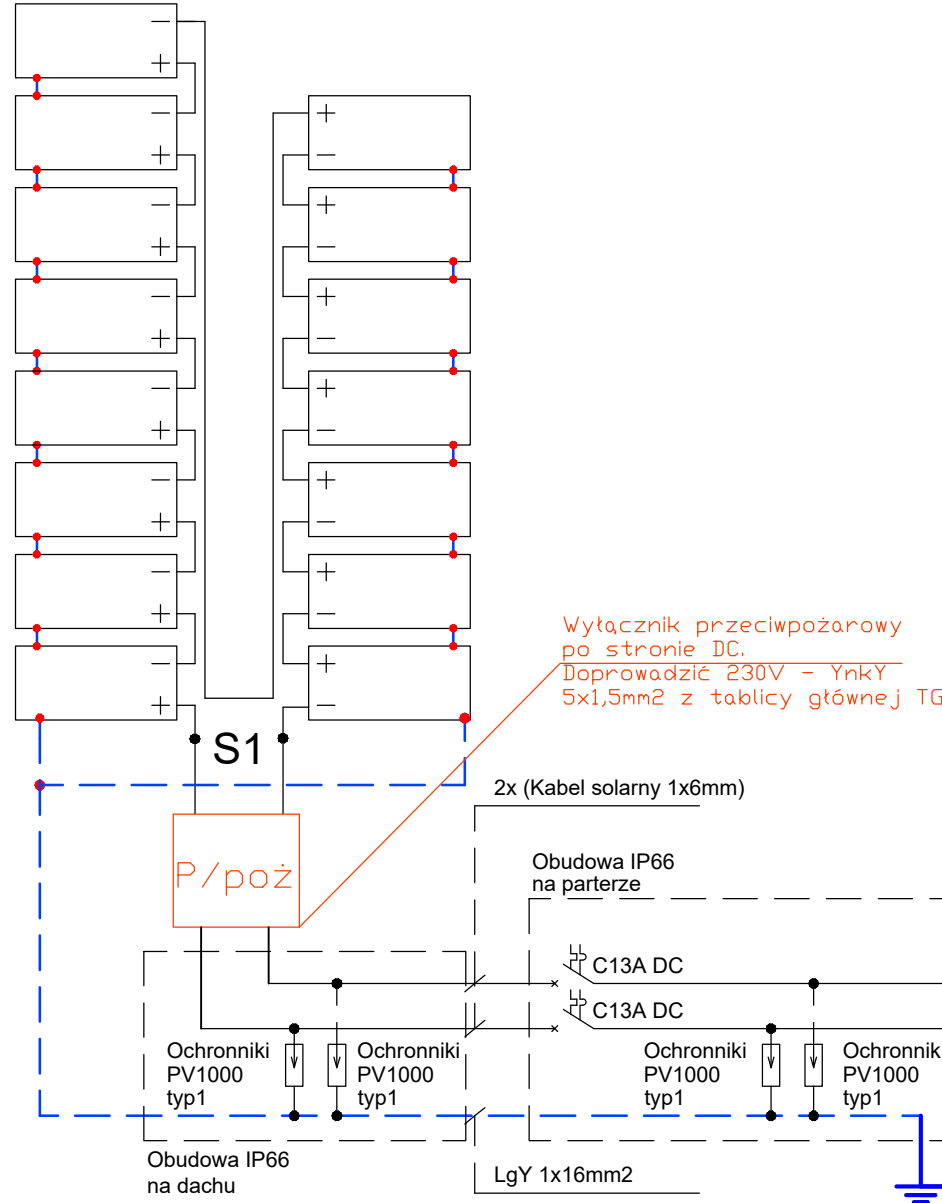 Wyłącznik przeciwpożarowy
po stronie DC.
Doprowadzić 230V - YnkY
5x1,5mm2 z tablicy głównej TG
S1
2x (Kabel solarny 1x6mm)
P/poż
Obudowa IP66
na parterze
C13A DC
C13A DC
Ochronniki
PV1000
typ1
Ochronniki
PV1000
typ1
Ochronniki
PV1000
typ1
Ochronnik
PV1000
typ1
Obudowa IP66
na dachu
LgY 1x16mm2